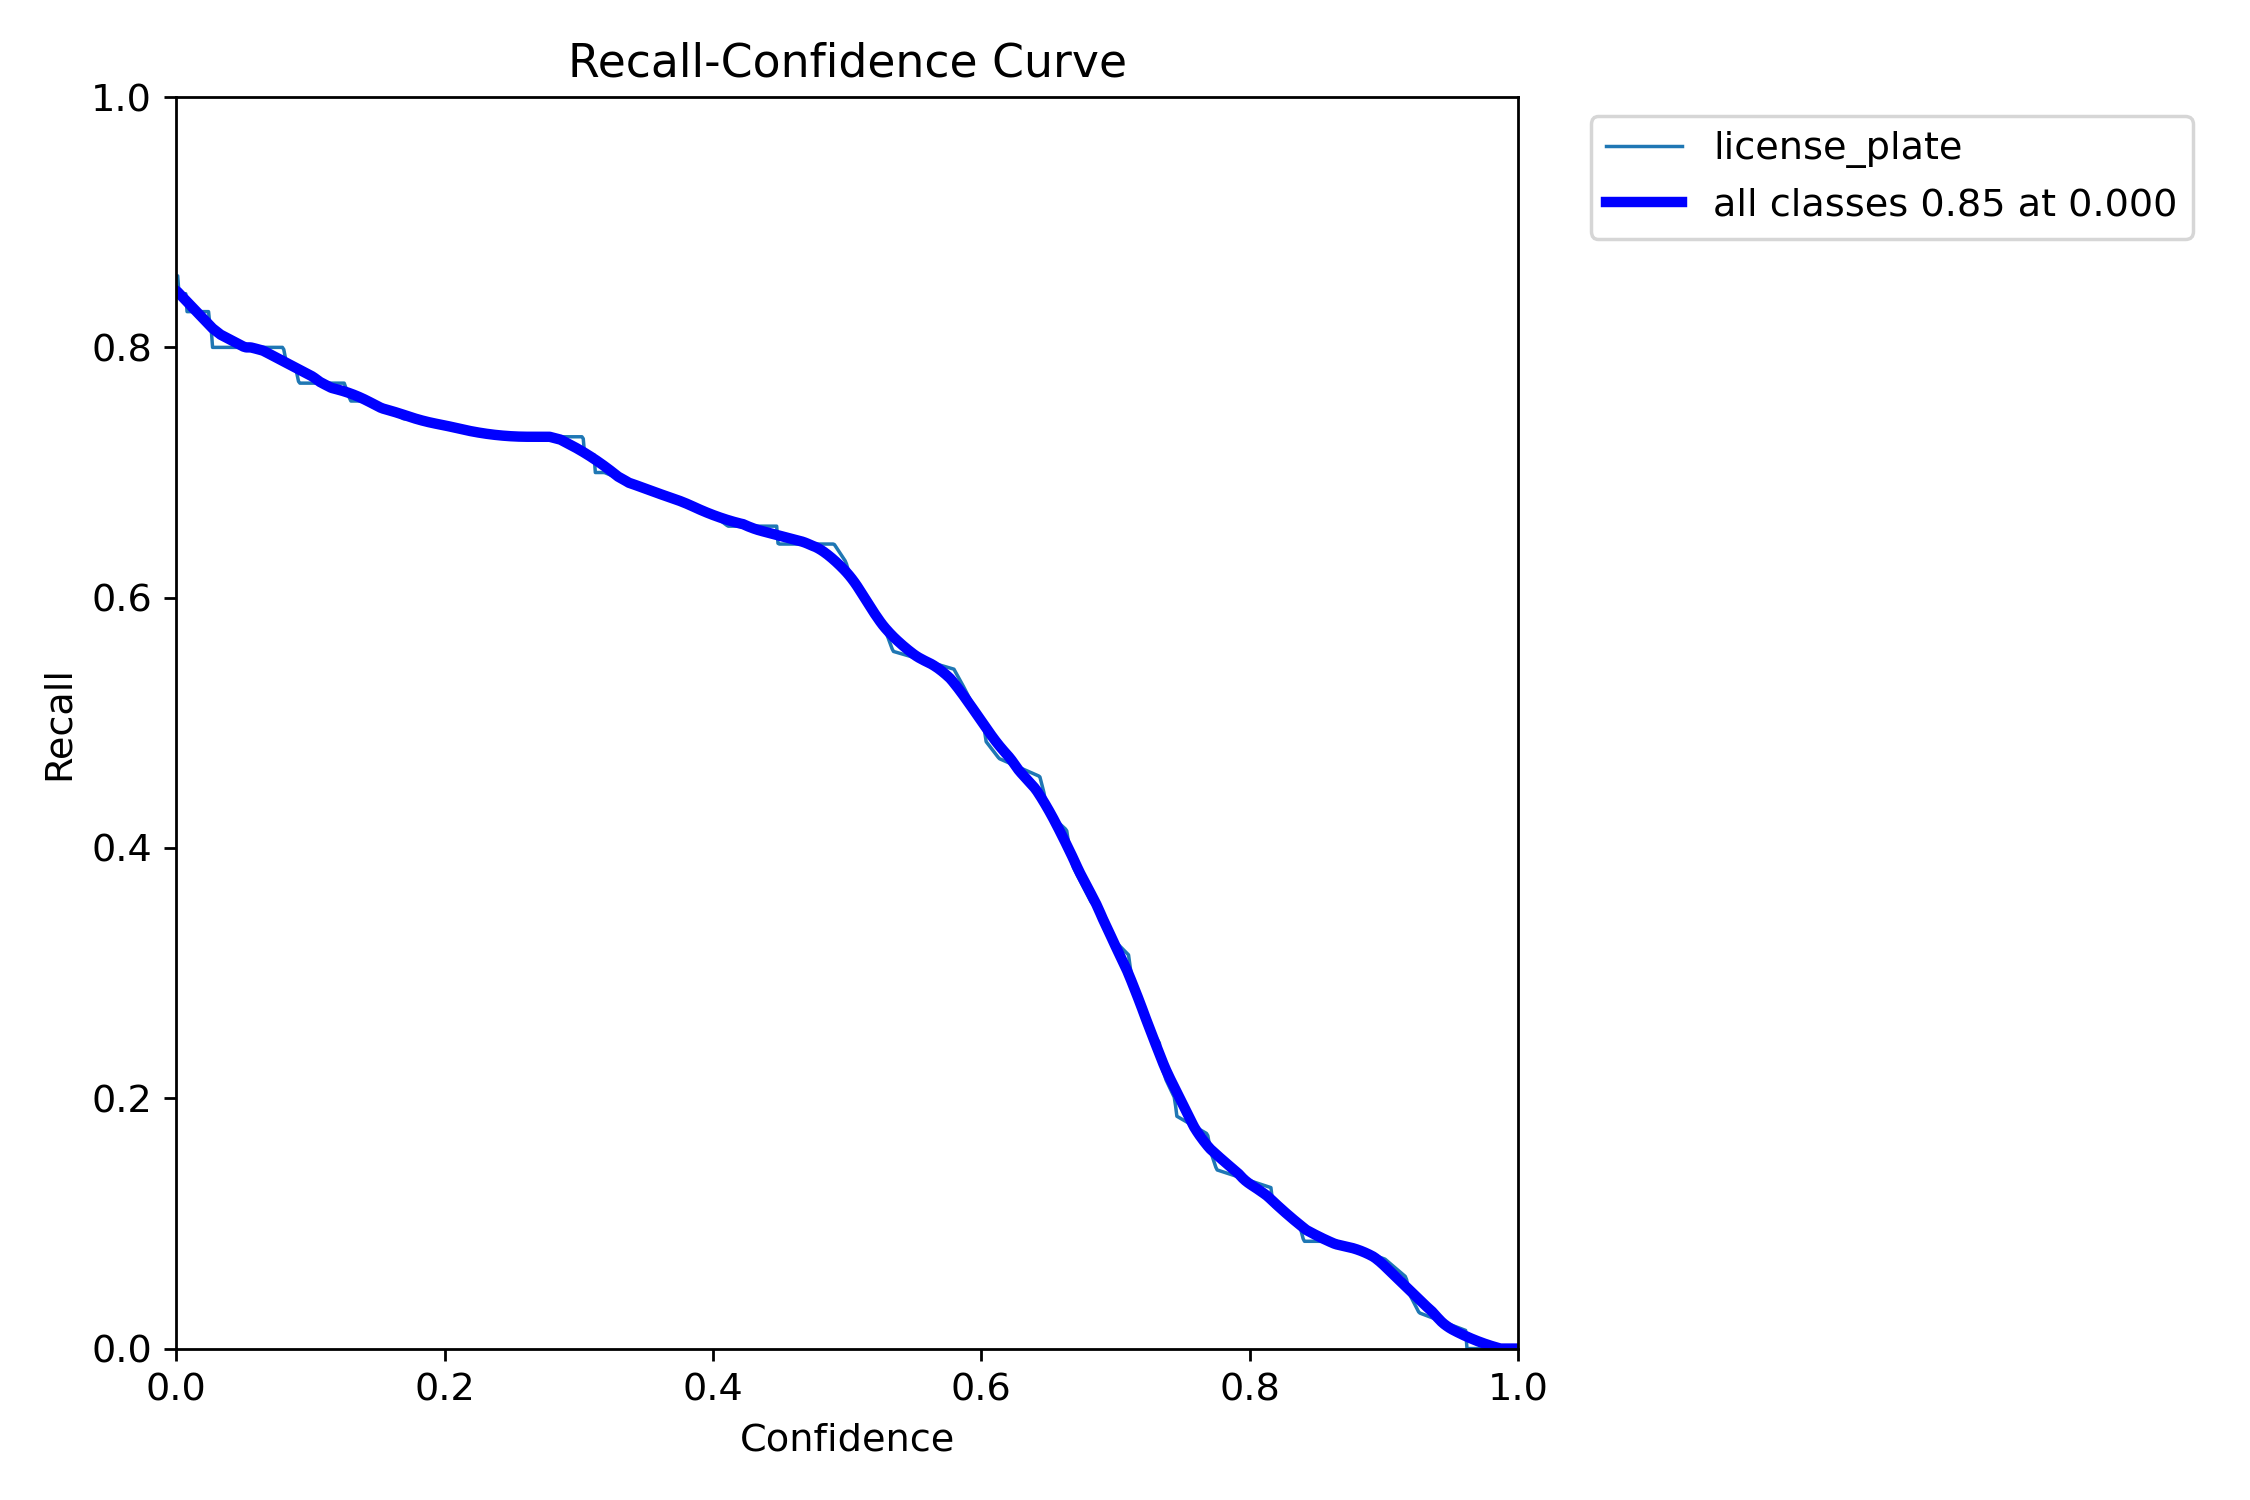 Recall-Confidence Curve
license_plate
all classes 0.85 at 0.000
Recall
1.0
0.8
0.6
0.4
0.2
0.0
0.0 0.2 0.4 0.6 0.8 1.0
Confidence